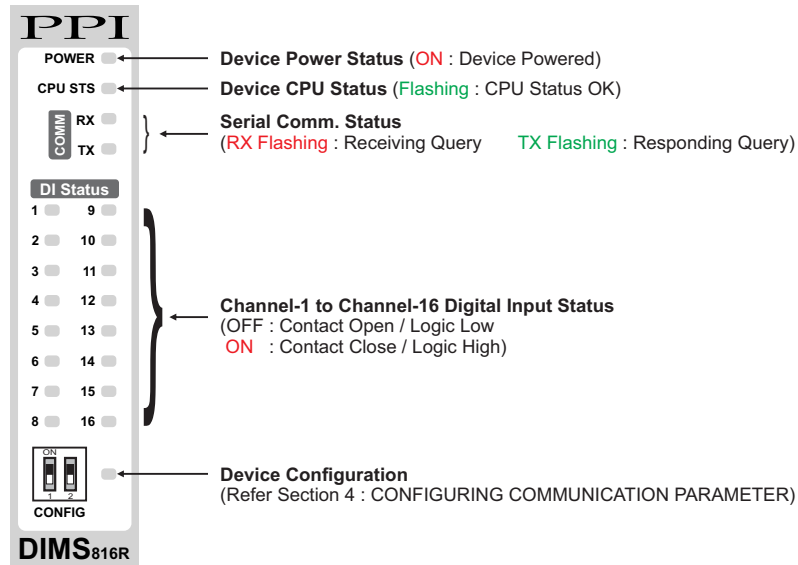 PPI
POWER
Device Power Status (ON : Device Powered)
CPU STS
Device CPU Status (Flashing : CPU Status OK)
COMM
RX
TX
Serial Comm. Status
(RX Flashing : Receiving Query TX Flashing : Responding Query)
DI Status
1 9
2 10
3 11
4 12
5 13
6 14
7 15
8 16
Channel-1 to Channel-16 Digital Input Status
(OFF : Contact Open / Logic Low
ON : Contact Close / Logic High)
ON
1 2
CONFIG
Device Configuration
(Refer Section 4 : CONFIGURING COMMUNICATION PARAMETER)
DIMS816R